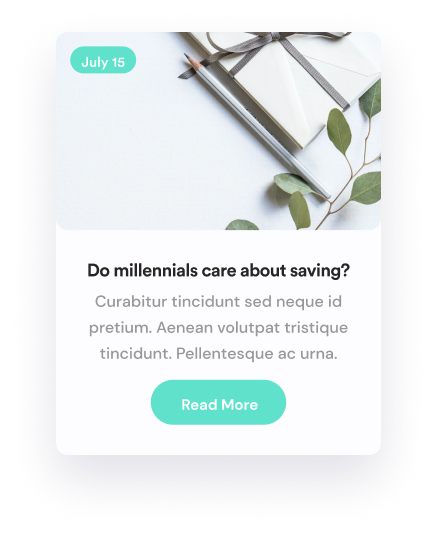 July 15
Do millennials care about saving?
Curabitur tincidunt sed neque id
pretium. Aenean volutpat tristique
tincidunt. Pellentesque ac urna.
Read More